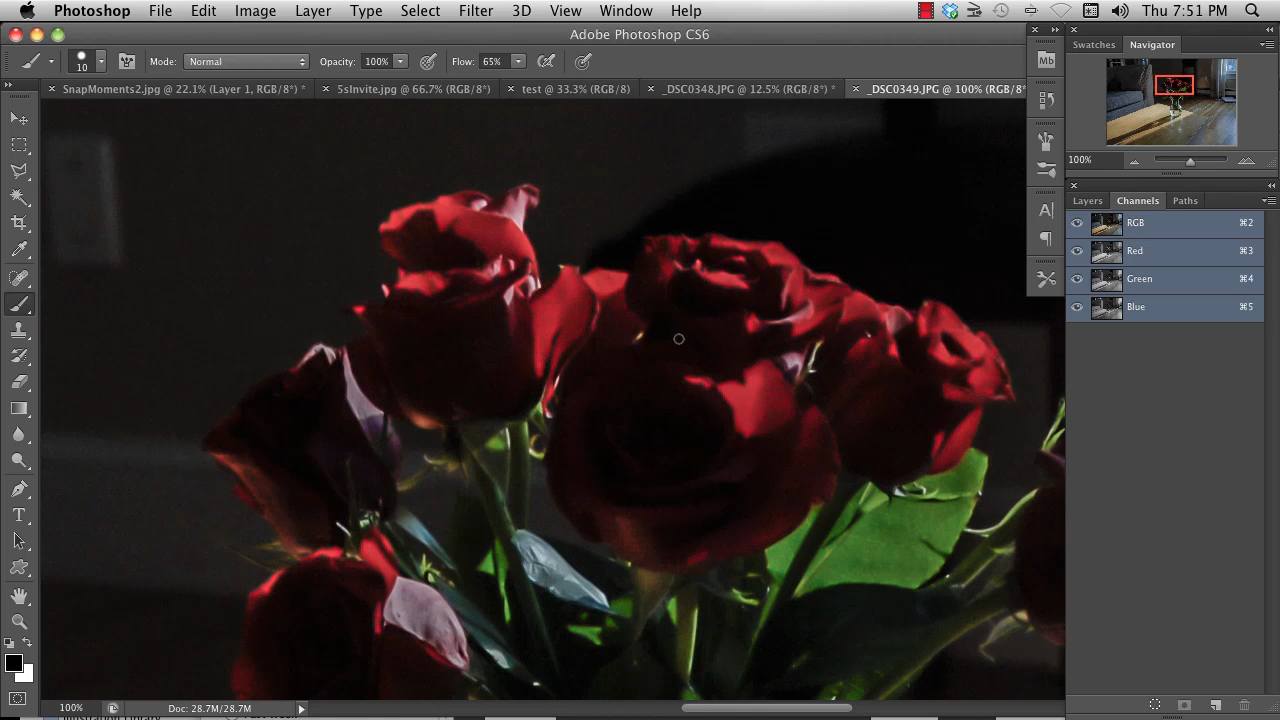 Photoshop File Edit Image Layer Type Select Filter 3D View Window Help Thu 7:51 PM
Adobe Photoshop CS6
10 Mode: Normal Opacity: 100% Flow: 65%
SnapMoments2.jpg @ 22.1% (Layer 1, RGB/8*) * 5sInvite.jpg @ 66.7% (RGB/ test @ 33.3% (RGB/8) _DSC0348.JPG @ 12.5% (RGB/8*) * _DSC0349.JPG @ 100% (RGB/8*
Mb
Swatches Navigator
100%
Layers Channels Paths
RGB ⌘2
Red ⌘3
Green ⌘4
Blue ⌘5
100% Doc: 28.7M/28.7M